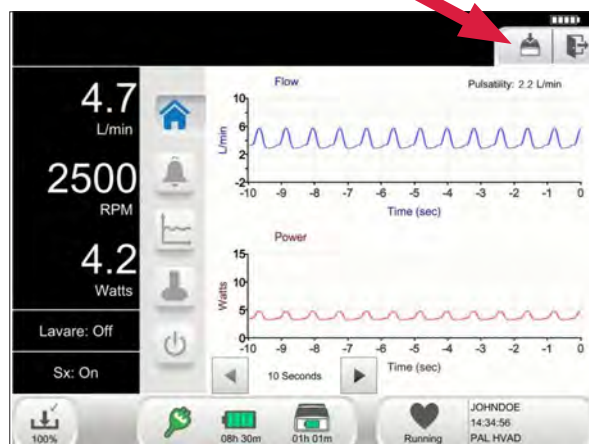 4.7
L/min
2500
RPM
4.2
Watts
Lavare: Off
Sx: On
Flow
Pulsatility: 2.2 L/min
10
6
2
-2
L/min
-10 -9 -8 -7 -6 -5 -4 -3 -2 -1 0
Time (sec)
Power
15
10
5
0
Watts
-10 -9 -8 -7 -6 -5 -4 -3 -2 -1 0
Time (sec)
10 Seconds
100%
08h 30m
01h 01m
Running
JOHNDOE
14:34:56
PAL HVAD